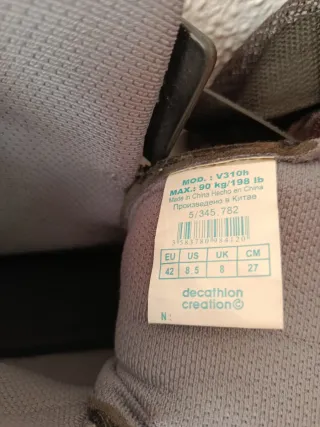 MOD. : V310h
MAX.: 90 kg/198 lb
Made in China Hecho en China
Произведено в Китае
5/345.782
EU US UK CM
42 8.5 8 27
decathlon
creation©
N :